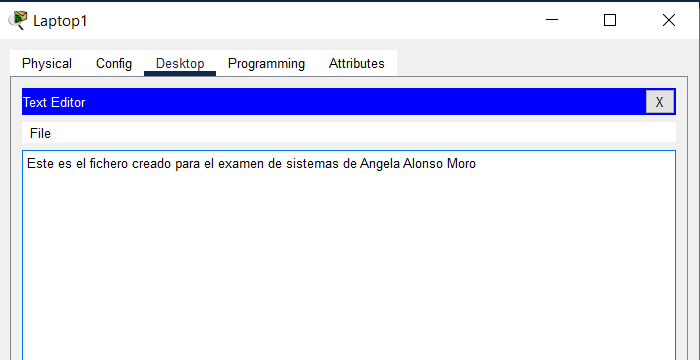 Laptop1
Physical Config Desktop Programming Attributes
Text Editor X
File
Este es el fichero creado para el examen de sistemas de Angela Alonso Moro